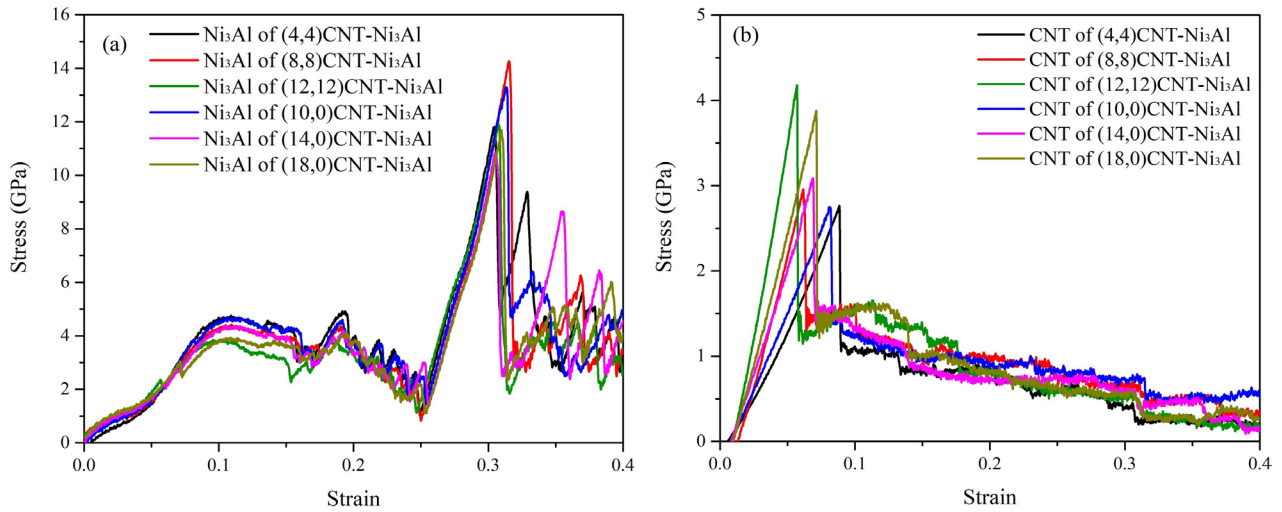 (a)
Ni₃Al of (4,4)CNT-Ni₃Al
Ni₃Al of (8,8)CNT-Ni₃Al
Ni₃Al of (12,12)CNT-Ni₃Al
Ni₃Al of (10,0)CNT-Ni₃Al
Ni₃Al of (14,0)CNT-Ni₃Al
Ni₃Al of (18,0)CNT-Ni₃Al
Stress (GPa)
16
14
12
10
8
6
4
2
0
0.0 0.1 0.2 0.3 0.4
Strain
(b)
CNT of (4,4)CNT-Ni₃Al
CNT of (8,8)CNT-Ni₃Al
CNT of (12,12)CNT-Ni₃Al
CNT of (10,0)CNT-Ni₃Al
CNT of (14,0)CNT-Ni₃Al
CNT of (18,0)CNT-Ni₃Al
Stress (GPa)
5
4
3
2
1
0
0.0 0.1 0.2 0.3 0.4
Strain